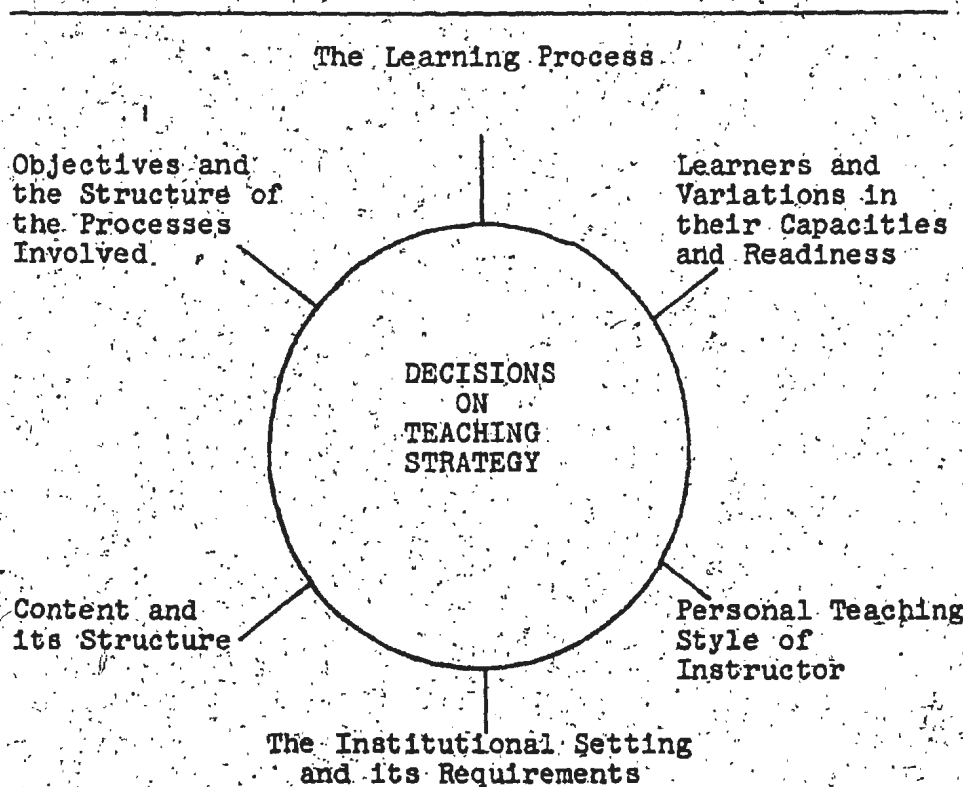 The Learning Process
Objectives and
the Structure of
the Processes
Involved.
Learners and
Variations in
their Capacities
and Readiness
DECISIONS
ON
TEACHING
STRATEGY
Content and
its Structure
Personal Teaching
Style of
Instructor
The Institutional Setting
and its Requirements